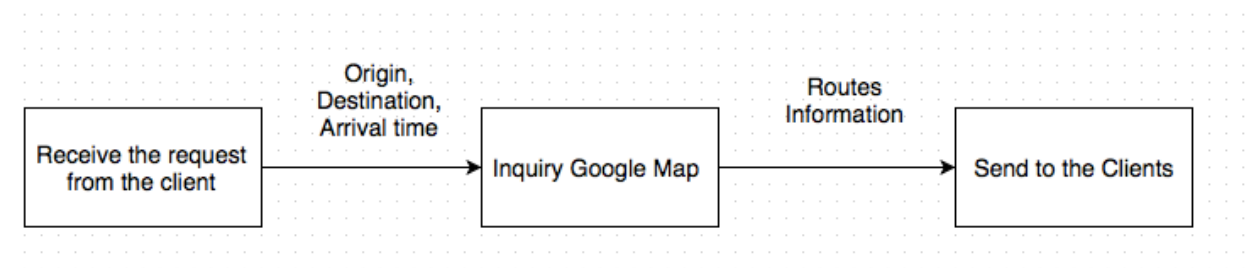 Origin,
Destination,
Arrival time
Routes
Information
Receive the request
from the client
Inquiry Google Map
Send to the Clients